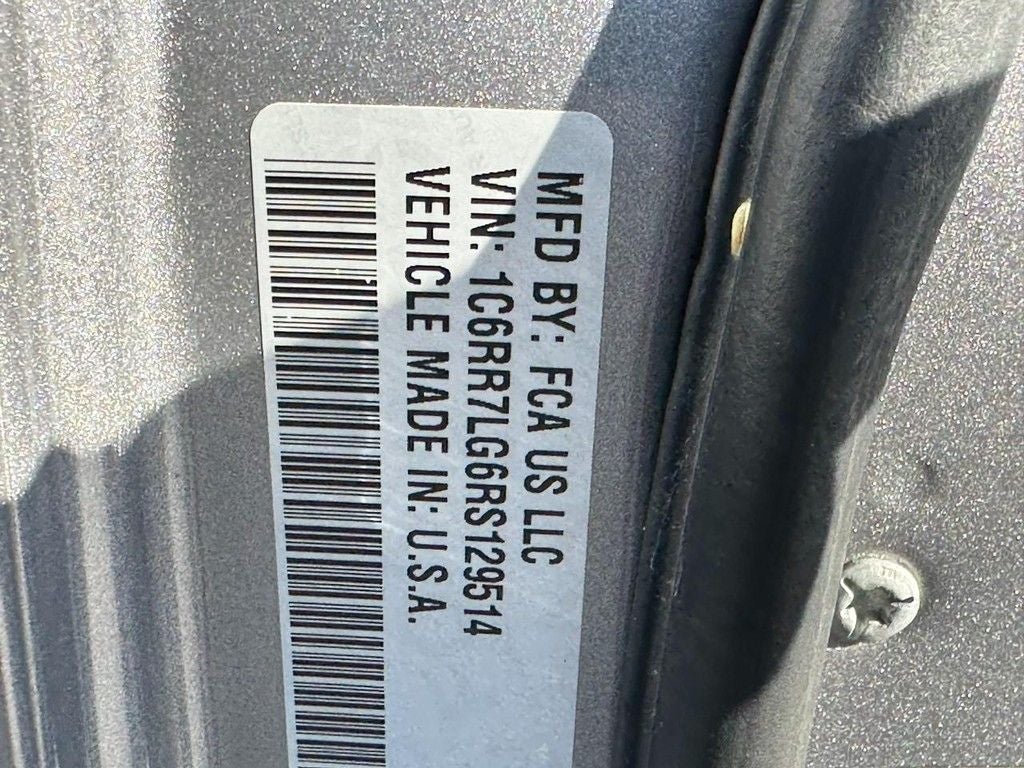 MFD BY: FCA US LLC
VIN: 1C6RR7LG6RS129514
VEHICLE MADE IN: U.S.A.